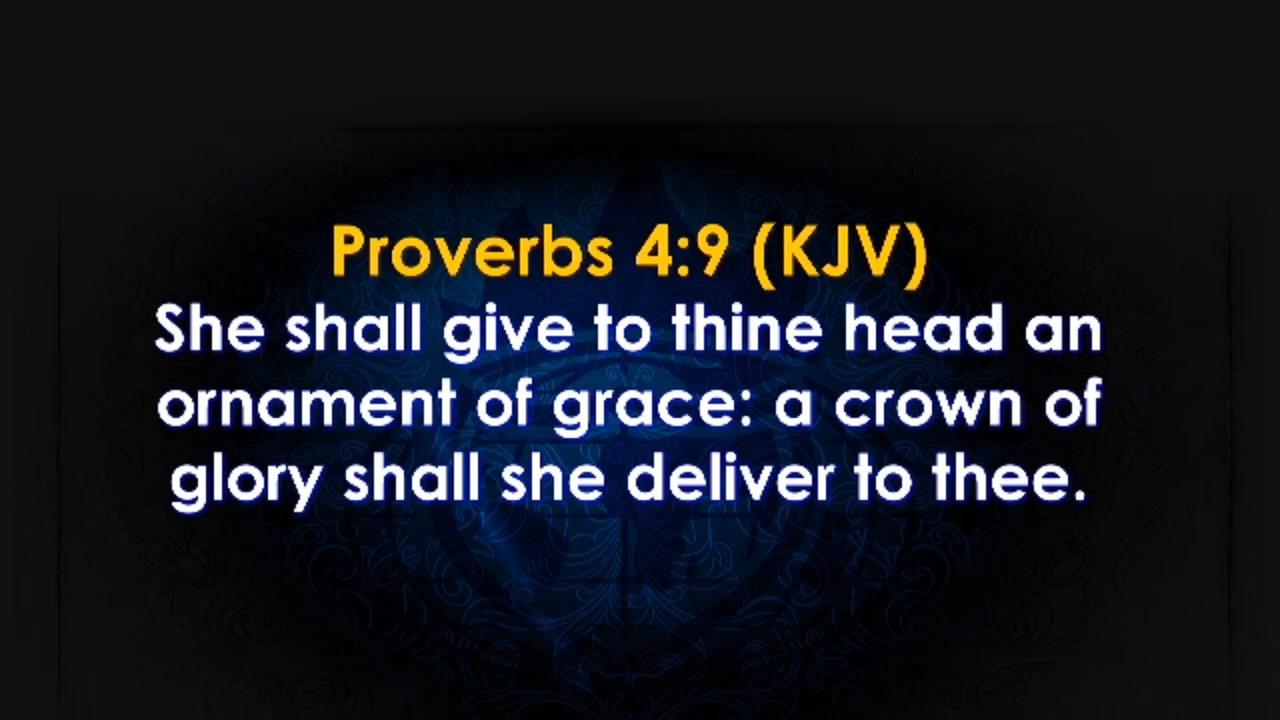 Proverbs 4:9 (KJV)
She shall give to thine head an
ornament of grace: a crown of
glory shall she deliver to thee.